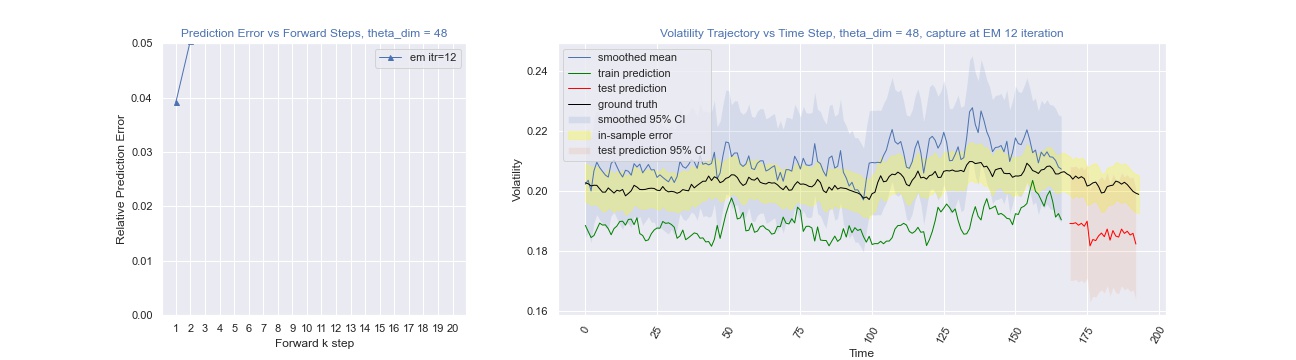 Prediction Error vs Forward Steps, theta_dim = 48
0.05
0.04
0.03
0.02
0.01
0.00
Relative Prediction Error
em itr=12
1 2 3 4 5 6 7 8 9 10 11 12 13 14 15 16 17 18 19 20
Forward k step
Volatility Trajectory vs Time Step, theta_dim = 48, capture at EM 12 iteration
0.24
0.22
0.20
0.18
0.16
Volatility
smoothed mean
train prediction
test prediction
ground truth
smoothed 95% CI
in-sample error
test prediction 95% CI
0 25 50 75 100 125 150 175 200
Time